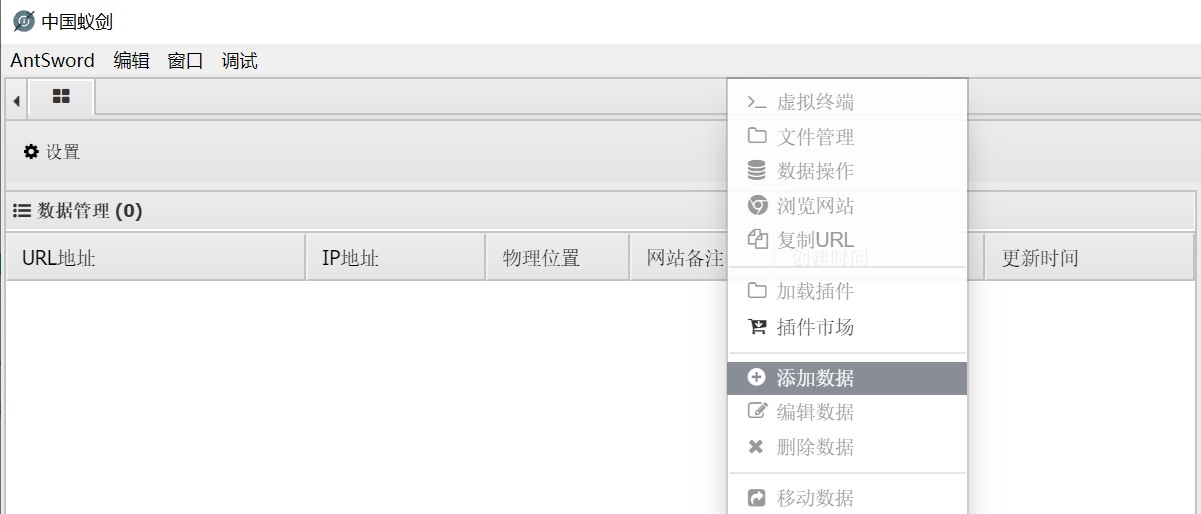 中国蚁剑
AntSword 编辑 窗口 调试
设置
数据管理 (0)
URL地址 IP地址 物理位置 网站备注 创建时间 更新时间
虚拟终端
文件管理
数据操作
浏览网站
复制URL
加载插件
插件市场
添加数据
编辑数据
删除数据
移动数据